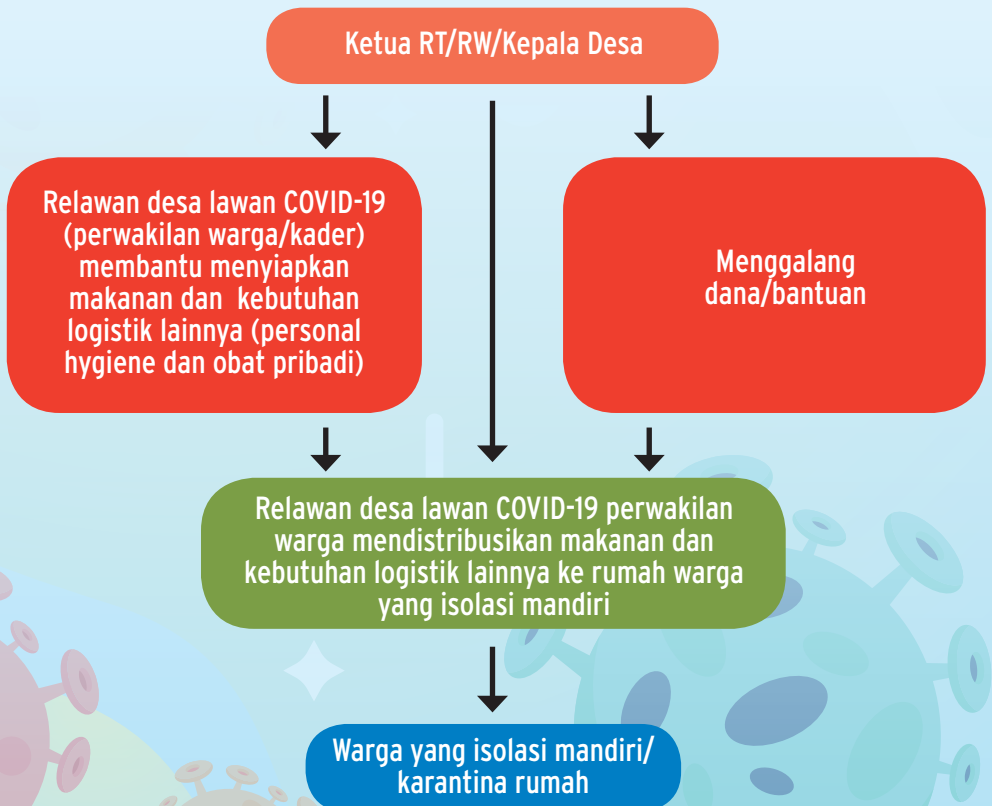 Ketua RT/RW/Kepala Desa
Relawan desa lawan COVID-19
(perwakilan warga/kader)
membantu menyiapkan
makanan dan kebutuhan
logistik lainnya (personal
hygiene dan obat pribadi)
Menggalang
dana/bantuan
Relawan desa lawan COVID-19 perwakilan
warga mendistribusikan makanan dan
kebutuhan logistik lainnya ke rumah warga
yang isolasi mandiri
Warga yang isolasi mandiri/
karantina rumah